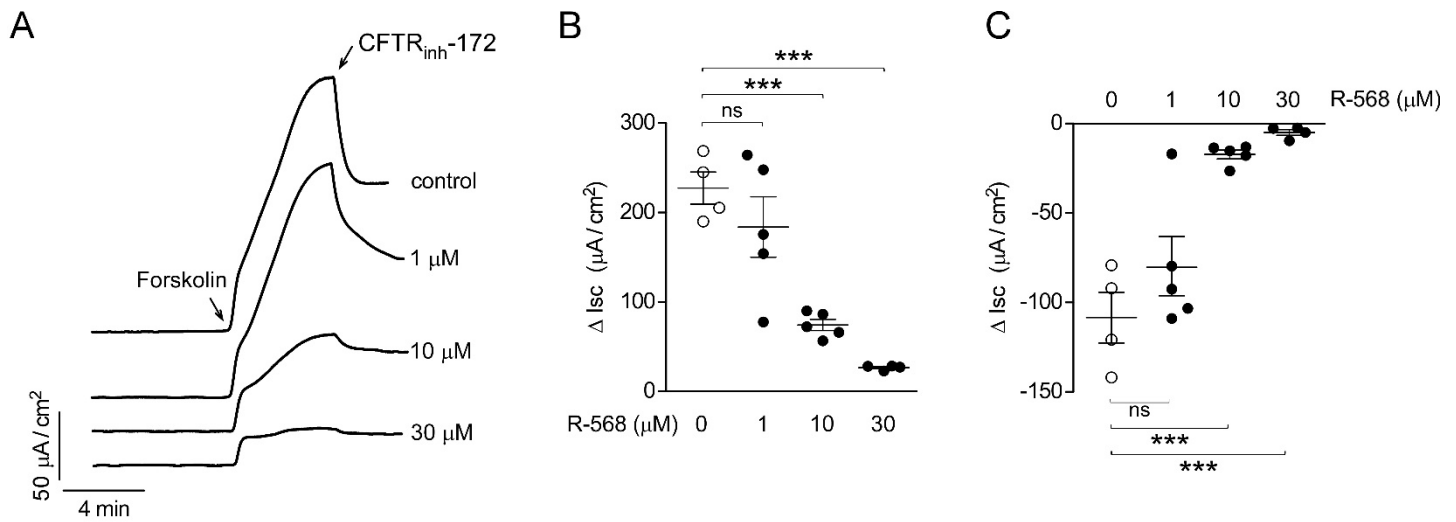 A
CFTRinh-172
control
1 μM
Forskolin
10 μM
30 μM
50 μA / cm2
4 min
B
***
***
ns
300
200
100
0
Δ Isc (μA / cm2)
R-568 (μM) 0 1 10 30
C
0 1 10 30 R-568 (μM)
0
-50
-100
-150
Δ Isc (μA / cm2)
ns
***
***